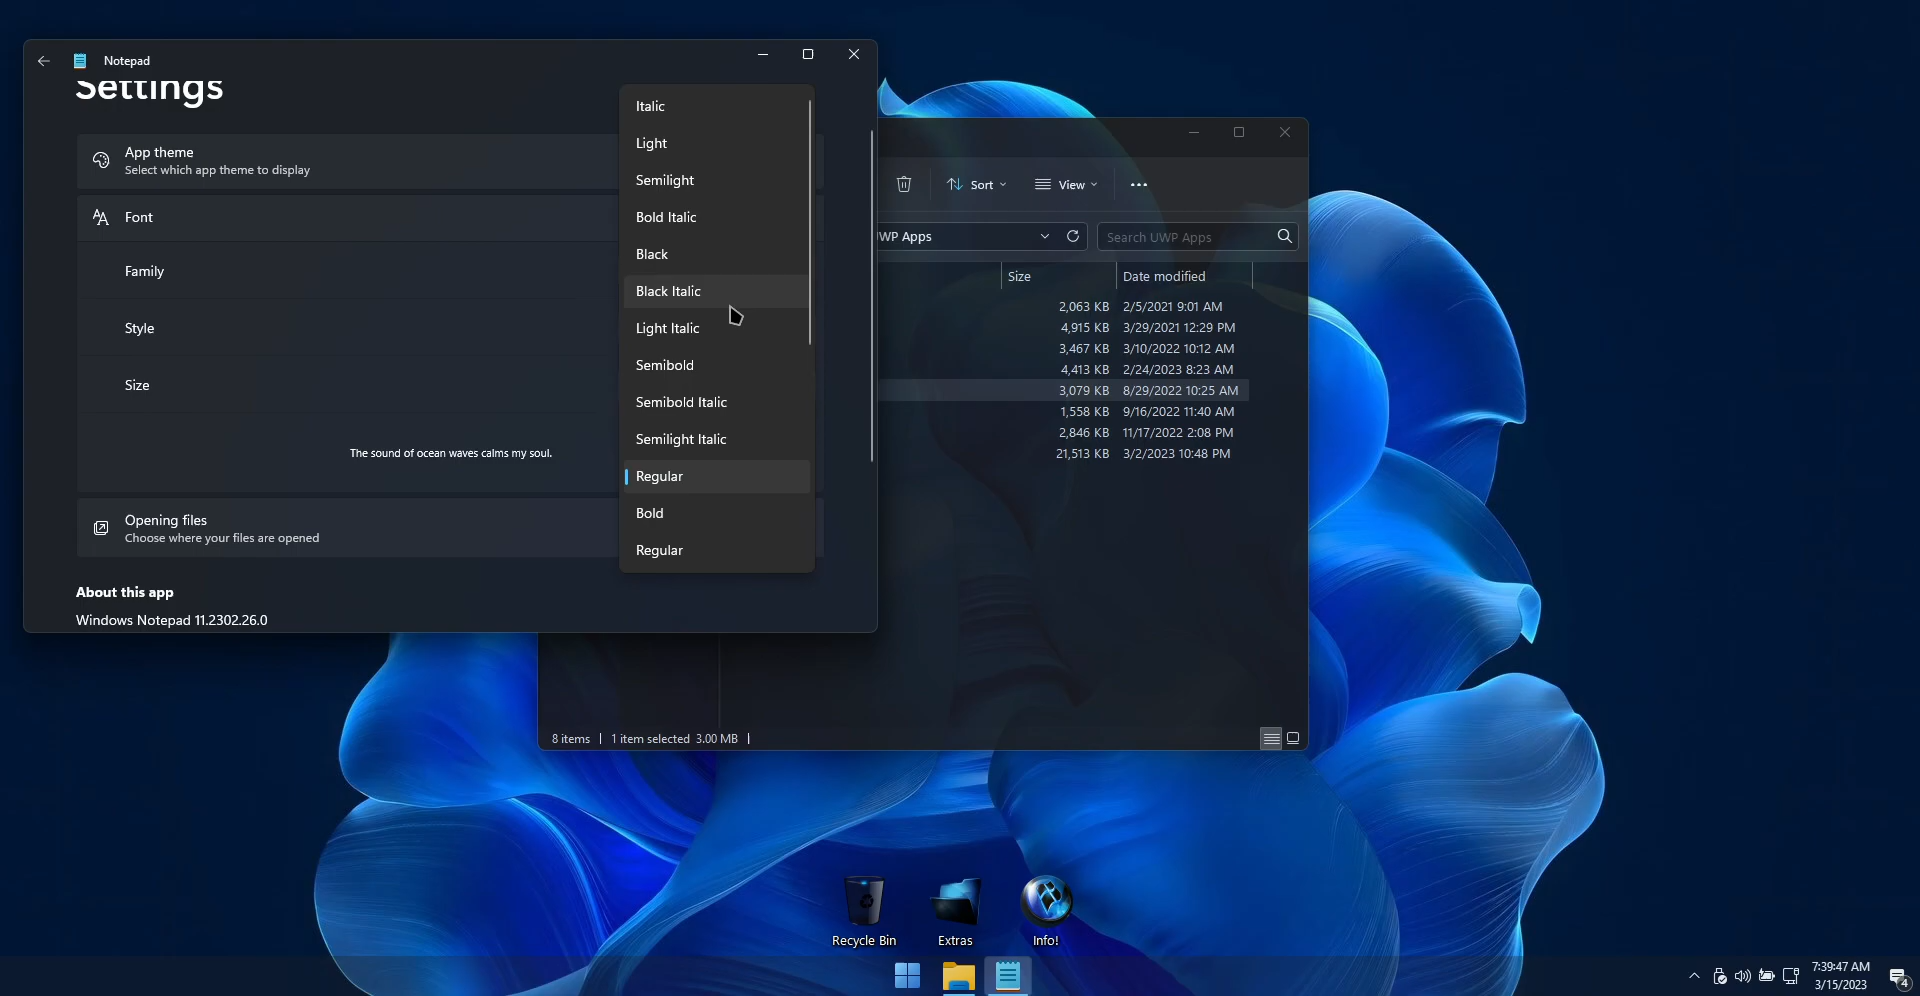 Notepad
Settings
App theme
Select which app theme to display
Font
Family
Style
Size
The sound of ocean waves calms my soul.
Opening files
Choose where your files are opened
About this app
Windows Notepad 11.2302.26.0
Italic
Light
Semilight
Bold Italic
Black
Black Italic
Light Italic
Semibold
Semibold Italic
Semilight Italic
Regular
Bold
Regular
Sort
View
WP Apps
Search UWP Apps
Size Date modified
2,063 KB 2/5/2021 9:01 AM
4,915 KB 3/29/2021 12:29 PM
3,467 KB 3/10/2022 10:12 AM
4,413 KB 2/24/2023 8:23 AM
3,079 KB 8/29/2022 10:25 AM
1,558 KB 9/16/2022 11:40 AM
2,846 KB 11/17/2022 2:08 PM
21,513 KB 3/2/2023 10:48 PM
8 items 1 item selected 3.00 MB
Recycle Bin
Extras
Info!
7:39:47 AM
3/15/2023
4